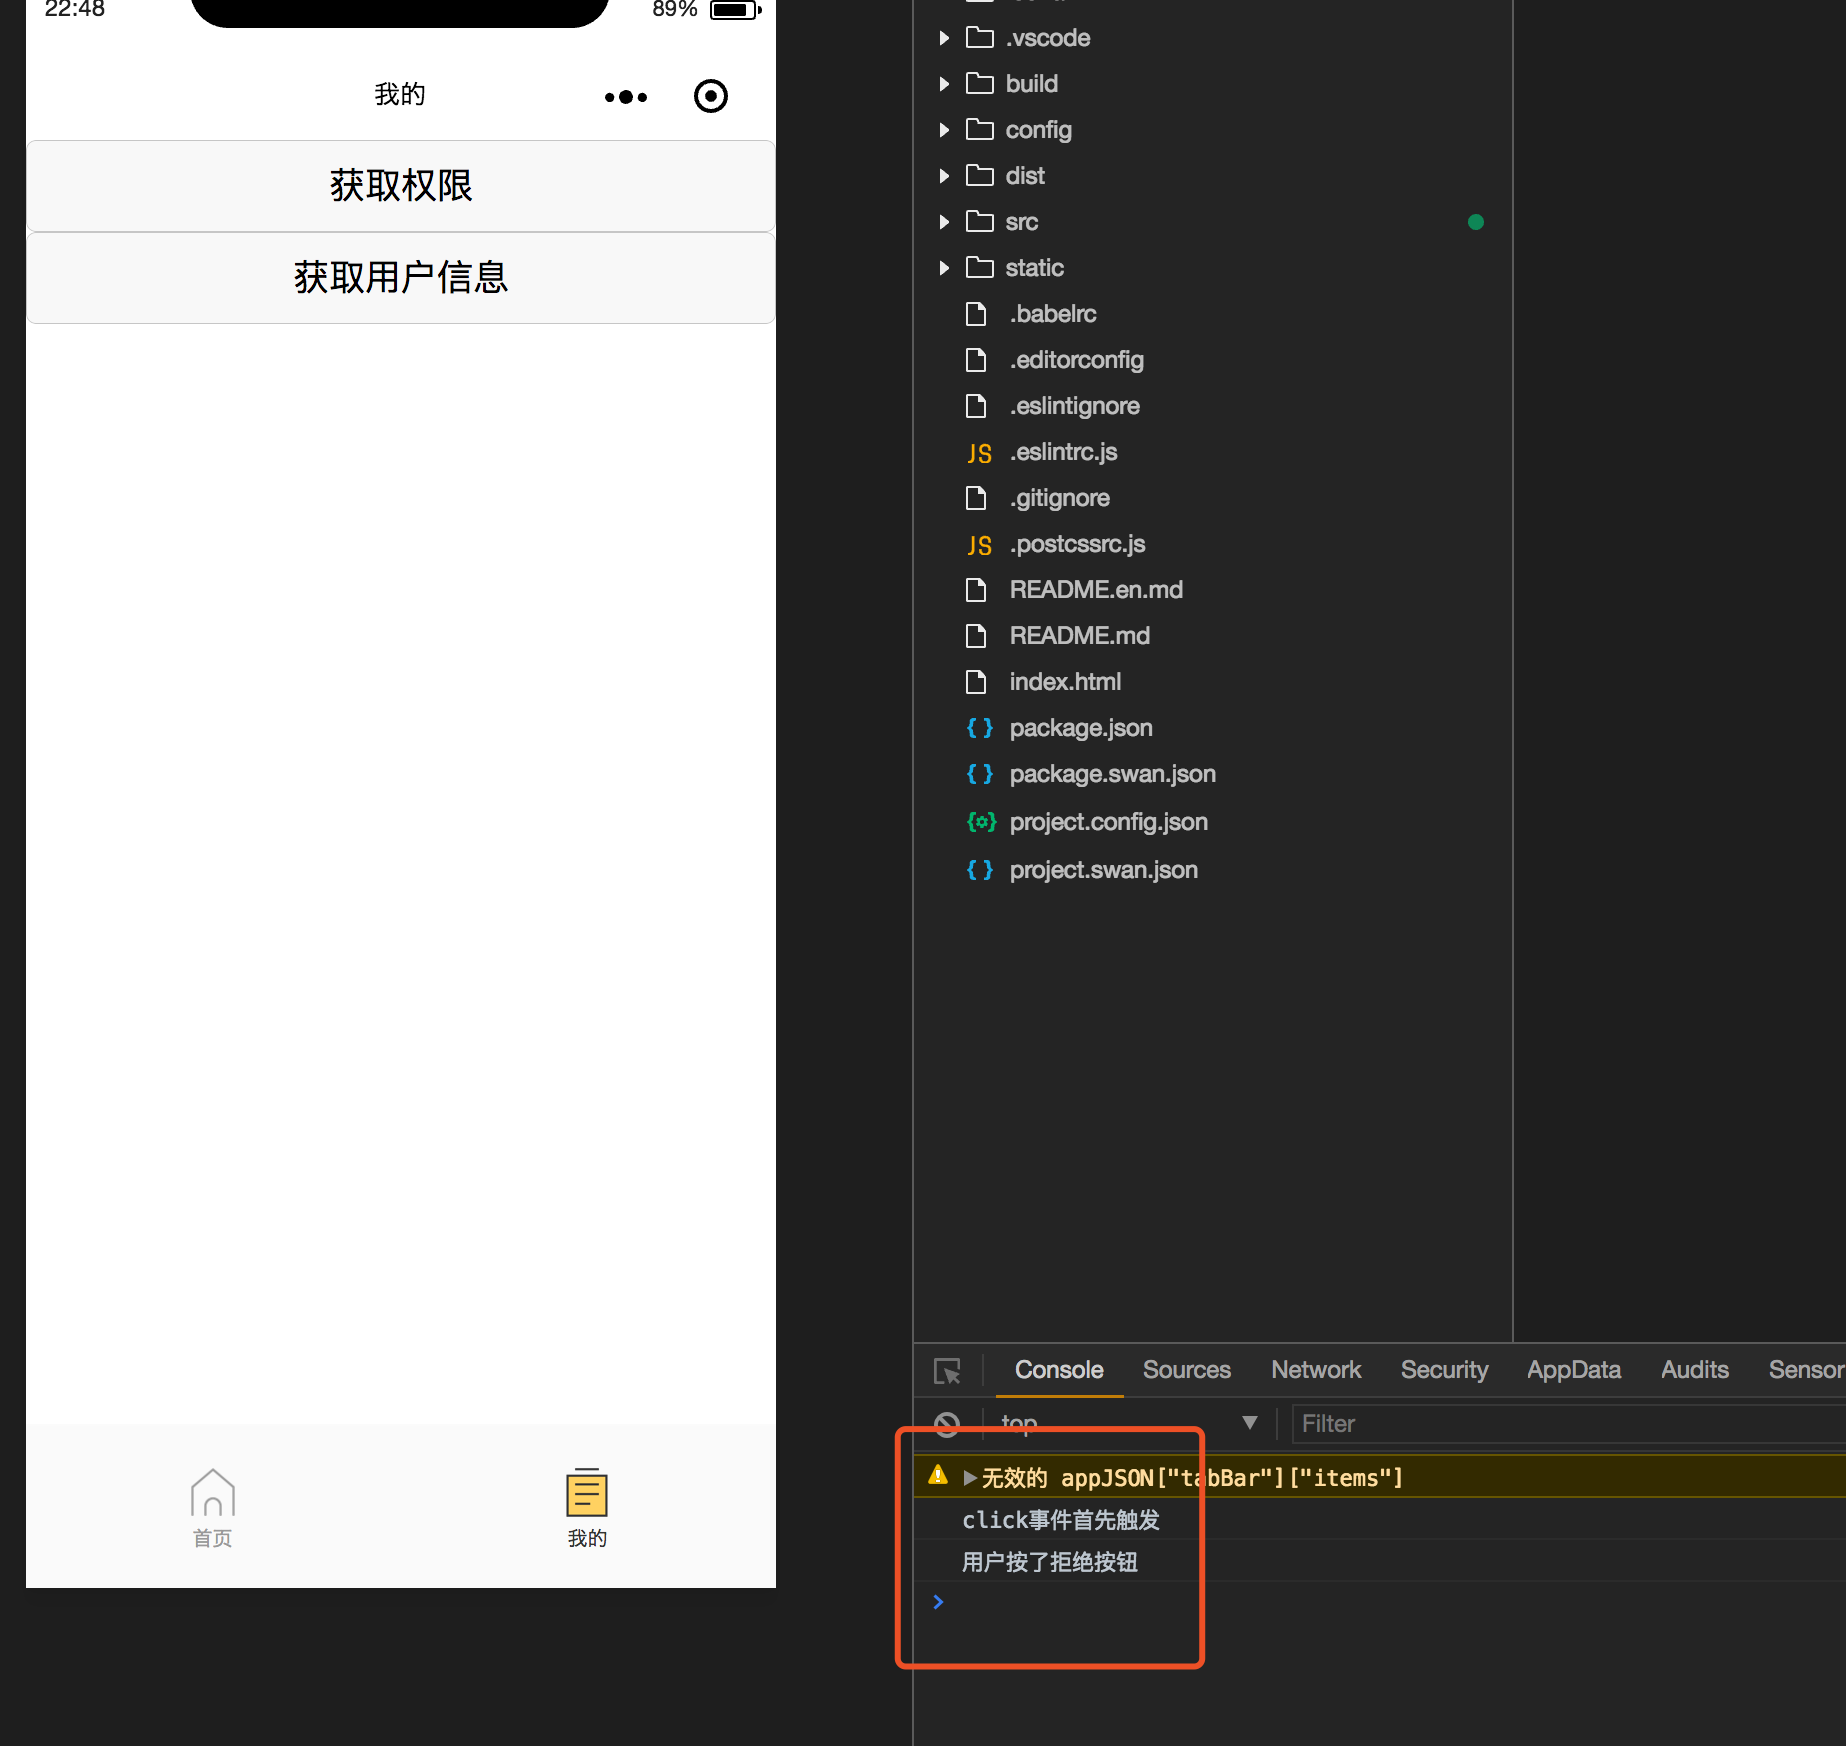 22:48
89%
我的
获取权限
获取用户信息
首页
我的
.vscode
build
config
dist
src
static
.babelrc
.editorconfig
.eslintignore
JS .eslintrc.js
.gitignore
JS .postcssrc.js
README.en.md
README.md
index.html
{ } package.json
{ } package.swan.json
project.config.json
{ } project.swan.json
Console Sources Network Security AppData Audits Sensor
top Filter
无效的 appJSON["tabBar"]["items"]
click事件首先触发
用户按了拒绝按钮